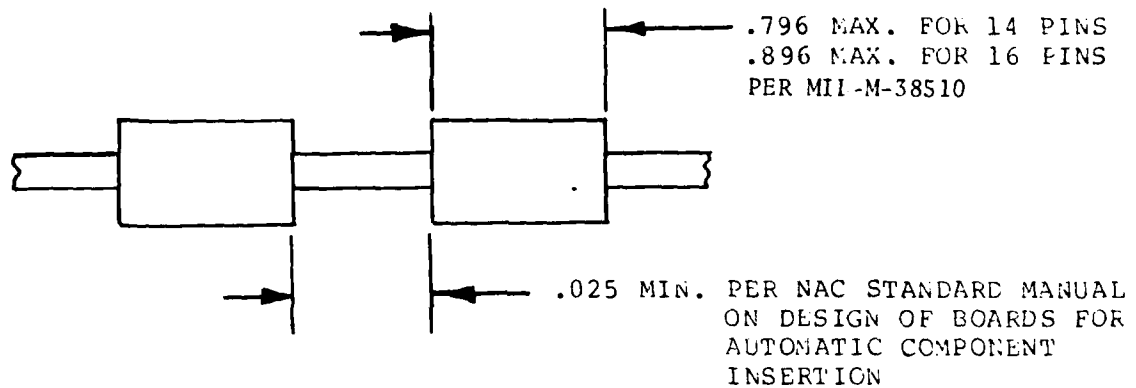 .796 MAX. FOR 14 PINS
.896 MAX. FOR 16 PINS
PER MIL-M-38510
.025 MIN. PER NAC STANDARD MANUAL
ON DESIGN OF BOARDS FOR
AUTOMATIC COMPONENT
INSERTION